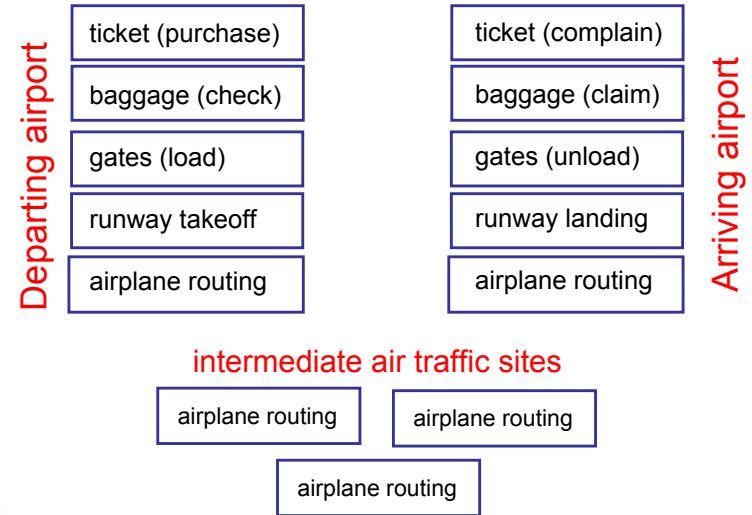 Departing airport
ticket (purchase)
baggage (check)
gates (load)
runway takeoff
airplane routing
ticket (complain)
baggage (claim)
gates (unload)
runway landing
airplane routing
Arriving airport
intermediate air traffic sites
airplane routing
airplane routing
airplane routing